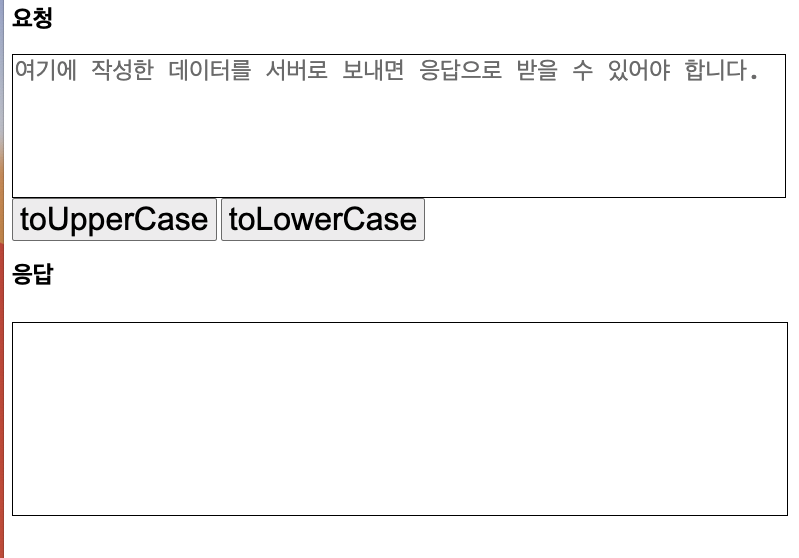 요청
여기에 작성한 데이터를 서버로 보내면 응답으로 받을 수 있어야 합니다.
toUpperCase toLowerCase
응답